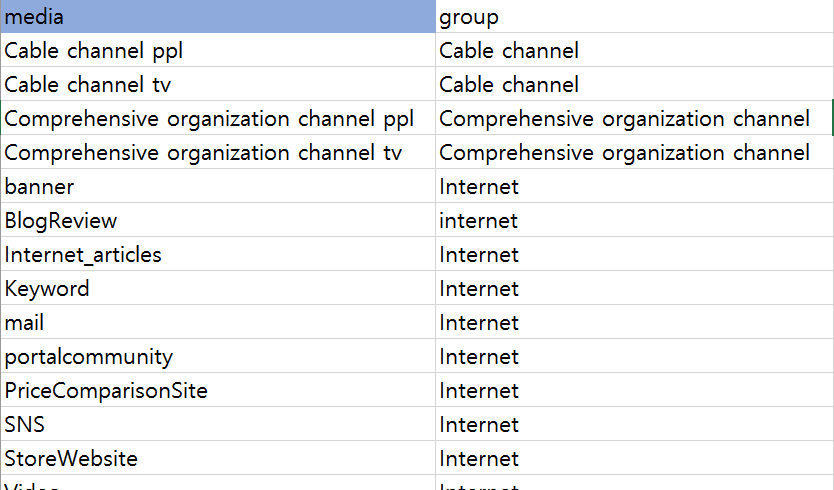 media group
Cable channel ppl Cable channel
Cable channel tv Cable channel
Comprehensive organization channel ppl Comprehensive organization channel
Comprehensive organization channel tv Comprehensive organization channel
banner Internet
BlogReview internet
Internet_articles Internet
Keyword Internet
mail Internet
portalcommunity Internet
PriceComparisonSite Internet
SNS Internet
StoreWebsite Internet